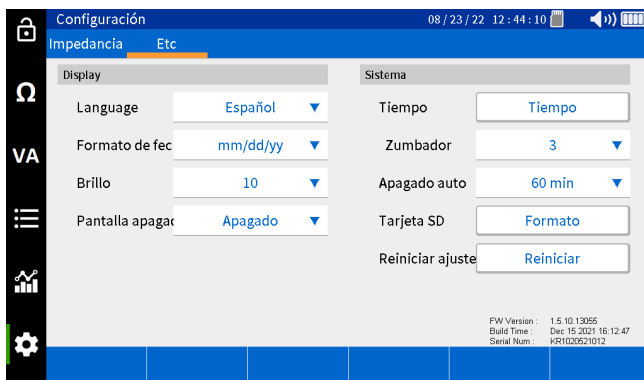 Configuración
08/23/22 12:44:10
Impedancia Etc
Display
Language Español
Formato de fec mm/dd/yy
Brillo 10
Pantalla apagad Apagado
Sistema
Tiempo Tiempo
Zumbador 3
Apagado auto 60 min
Tarjeta SD Formato
Reiniciar ajuste Reiniciar
FW Version : 1.5.10.13055
Build Time : Dec 15 2021 16:12:47
Serial Num : KR1020521012
Ω
VA